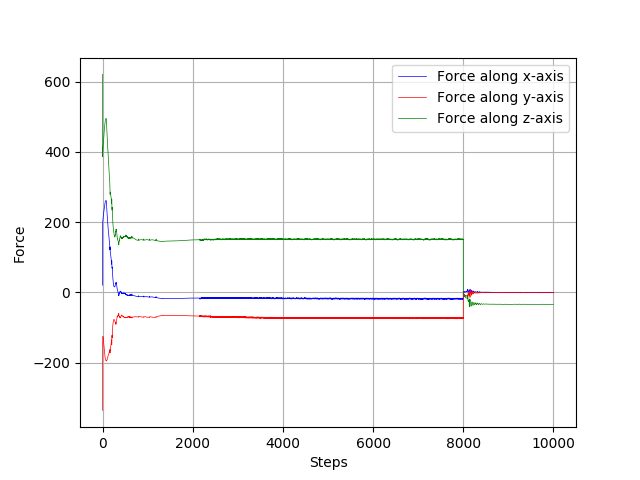 Force along x-axis
Force along y-axis
Force along z-axis
600
400
200
0
−200
Force
0
2000
4000
6000
8000
10000
Steps